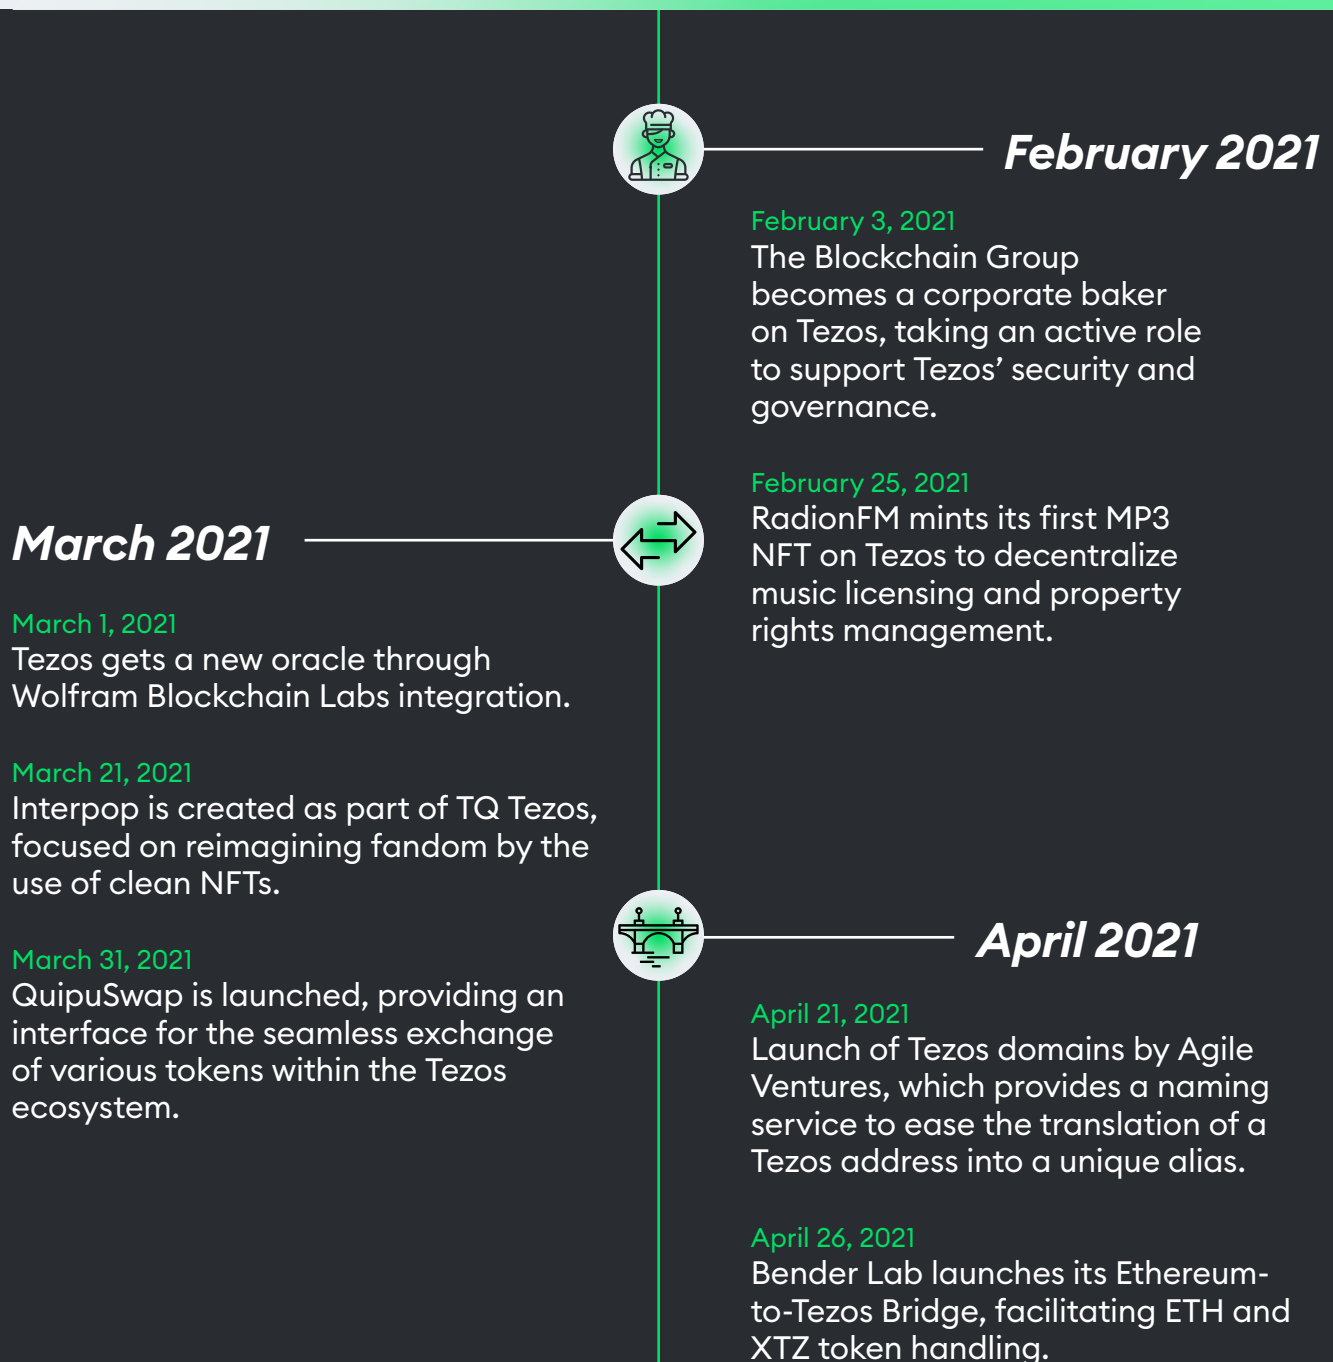 February 2021
February 3, 2021
The Blockchain Group
becomes a corporate baker
on Tezos, taking an active role
to support Tezos’ security and
governance.
February 25, 2021
RadionFM mints its first MP3
NFT on Tezos to decentralize
music licensing and property
rights management.
March 2021
March 1, 2021
Tezos gets a new oracle through
Wolfram Blockchain Labs integration.
March 21, 2021
Interpop is created as part of TQ Tezos,
focused on reimagining fandom by the
use of clean NFTs.
March 31, 2021
QuipuSwap is launched, providing an
interface for the seamless exchange
of various tokens within the Tezos
ecosystem.
April 2021
April 21, 2021
Launch of Tezos domains by Agile
Ventures, which provides a naming
service to ease the translation of a
Tezos address into a unique alias.
April 26, 2021
Bender Lab launches its Ethereum-
to-Tezos Bridge, facilitating ETH and
XTZ token handling.